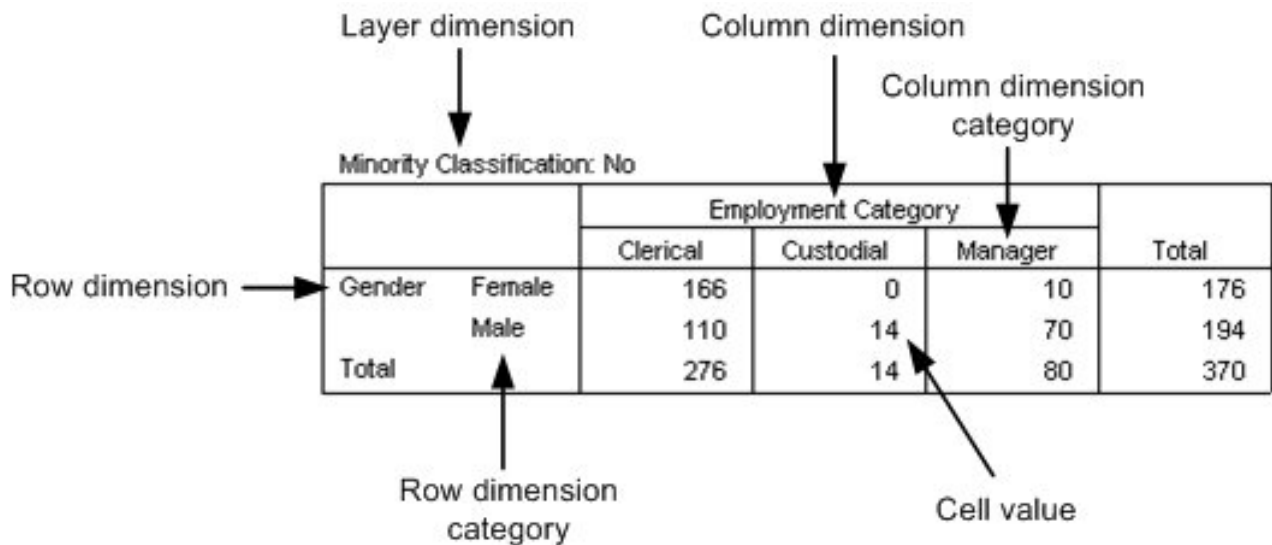 Layer dimension
Column dimension
Column dimension
category
Minority Classification: No
Employment Category
Clerical Custodial Manager Total
Row dimension
Gender Female 166 0 10 176
Male 110 14 70 194
Total 276 14 80 370
Row dimension
category
Cell value